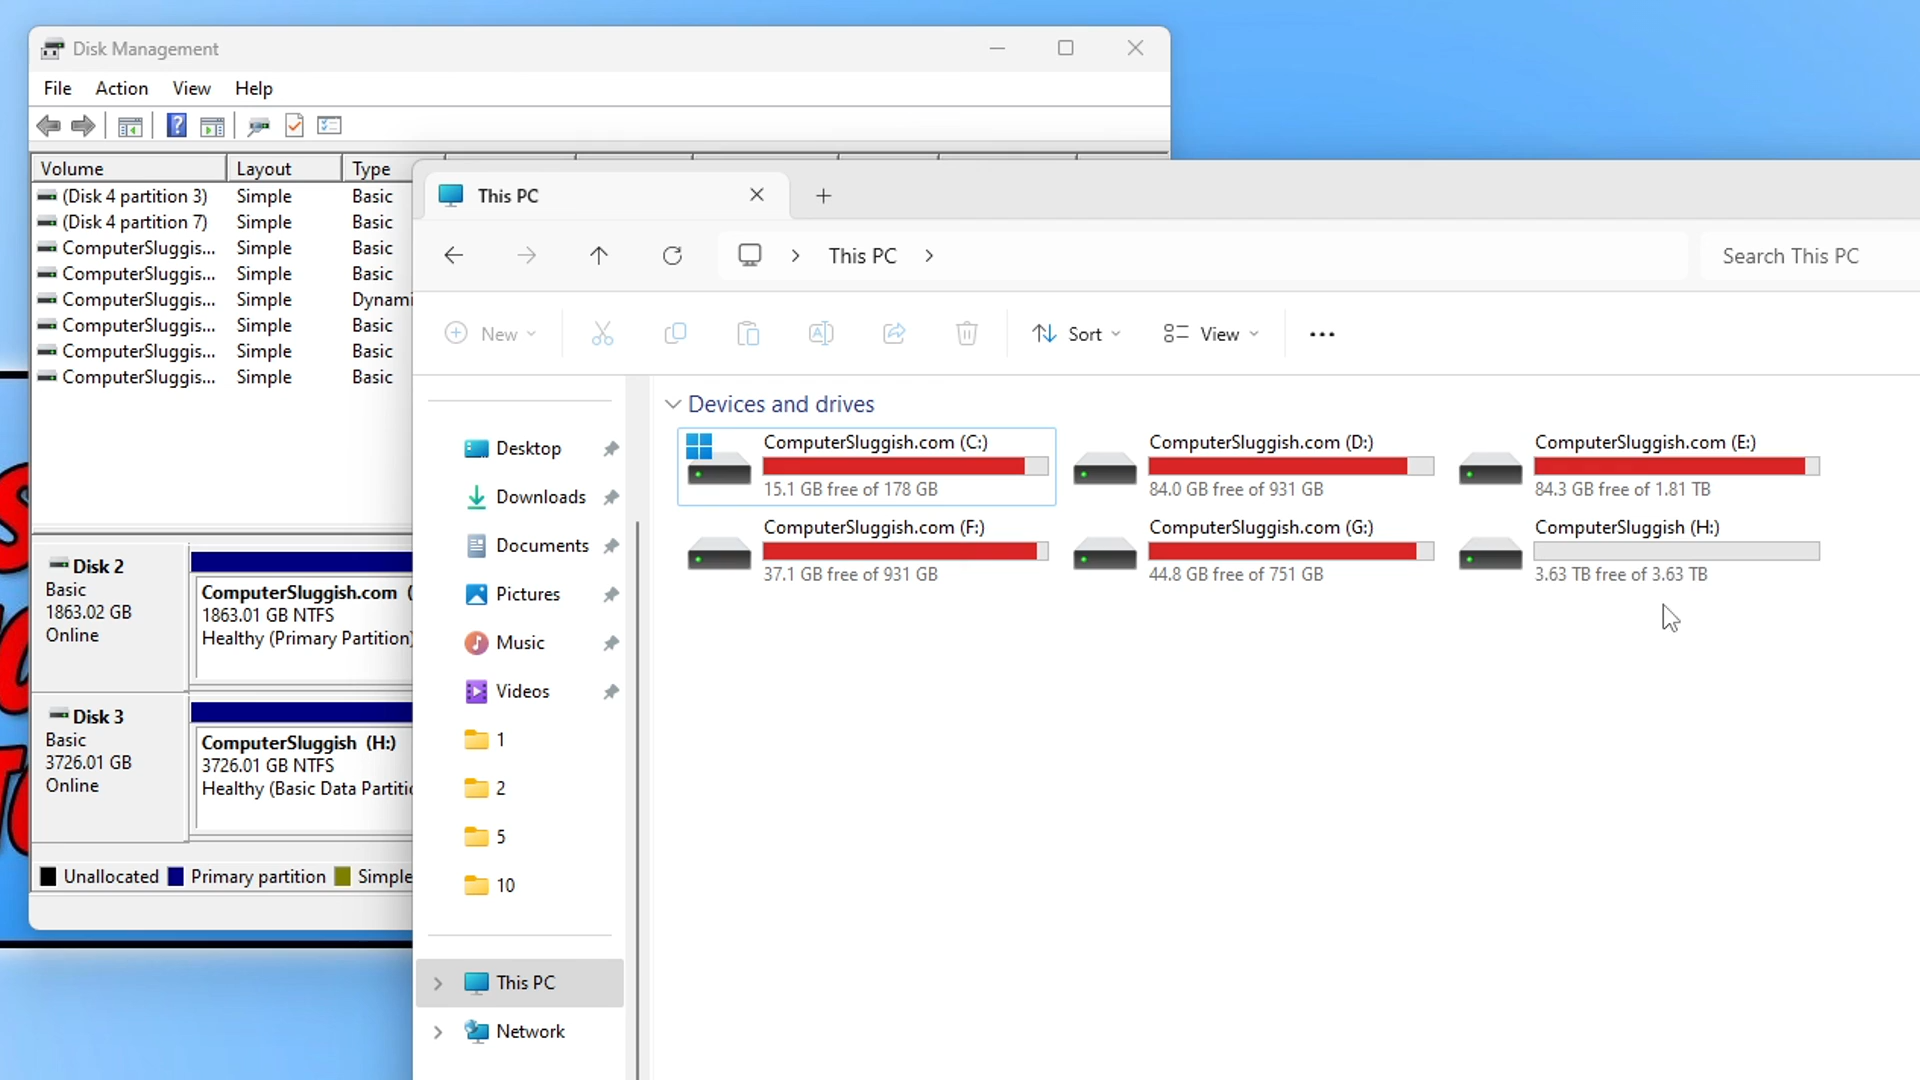 Disk Management
File Action View Help
Volume Layout Type
(Disk 4 partition 3) Simple Basic
(Disk 4 partition 7) Simple Basic
ComputerSluggis... Simple Basic
ComputerSluggis... Simple Basic
ComputerSluggis... Simple Dynami
ComputerSluggis... Simple Basic
ComputerSluggis... Simple Basic
ComputerSluggis... Simple Basic
Disk 2
Basic
1863.02 GB
Online
ComputerSluggish.com (
1863.01 GB NTFS
Healthy (Primary Partition)
Disk 3
Basic
3726.01 GB
Online
ComputerSluggish (H:)
3726.01 GB NTFS
Healthy (Basic Data Partitic
Unallocated Primary partition Simple
This PC
This PC
Search This PC
New Sort View
Desktop
Downloads
Documents
Pictures
Music
Videos
1
2
5
10
This PC
Network
Devices and drives
ComputerSluggish.com (C:)
15.1 GB free of 178 GB
ComputerSluggish.com (D:)
84.0 GB free of 931 GB
ComputerSluggish.com (E:)
84.3 GB free of 1.81 TB
ComputerSluggish.com (F:)
37.1 GB free of 931 GB
ComputerSluggish.com (G:)
44.8 GB free of 751 GB
ComputerSluggish (H:)
3.63 TB free of 3.63 TB